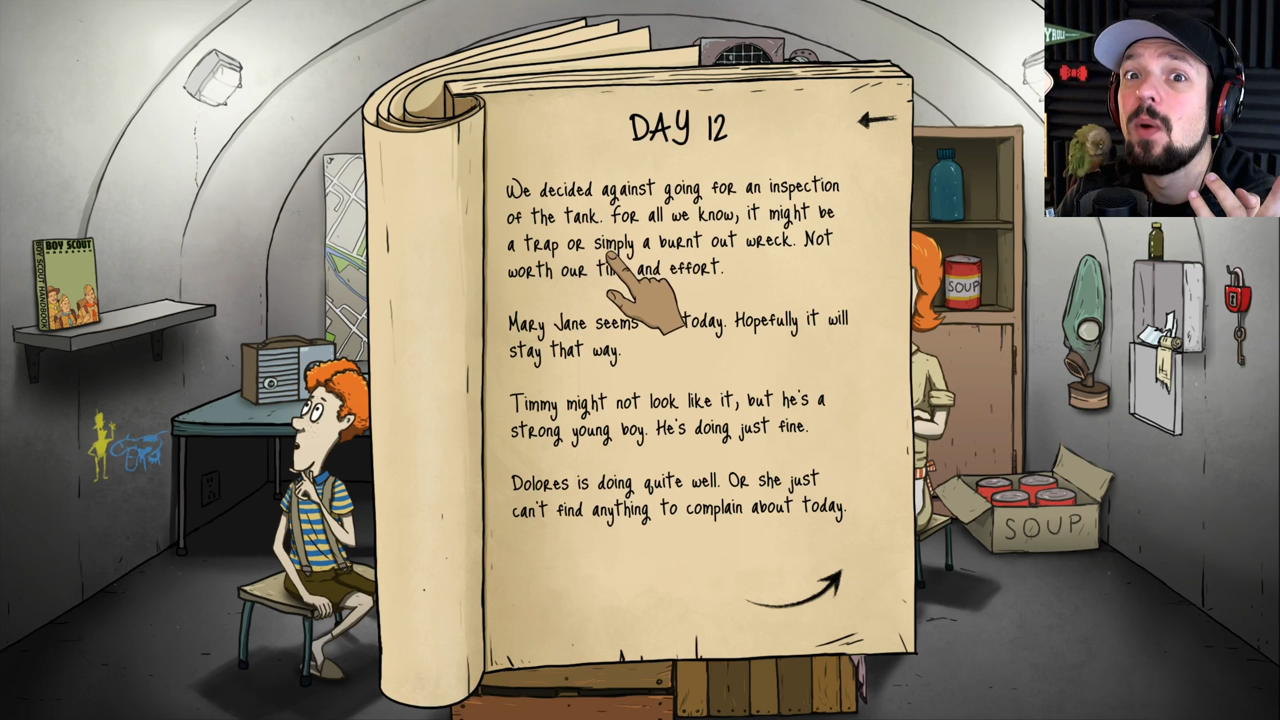 DAY 12
We decided against going for an inspection
of the tank. For all we know, it might be
a trap or simply a burnt out wreck. Not
worth our and effort.
Mary Jane seems today. Hopefully it will
stay that way.
Timmy might not look like it, but he's a
strong young boy. He's doing just fine.
Dolores is doing quite well. Or she just
can't find anything to complain about today.
BOY SCOUT
BOY SCOUT HANDBOOK
SOUP
SOUP